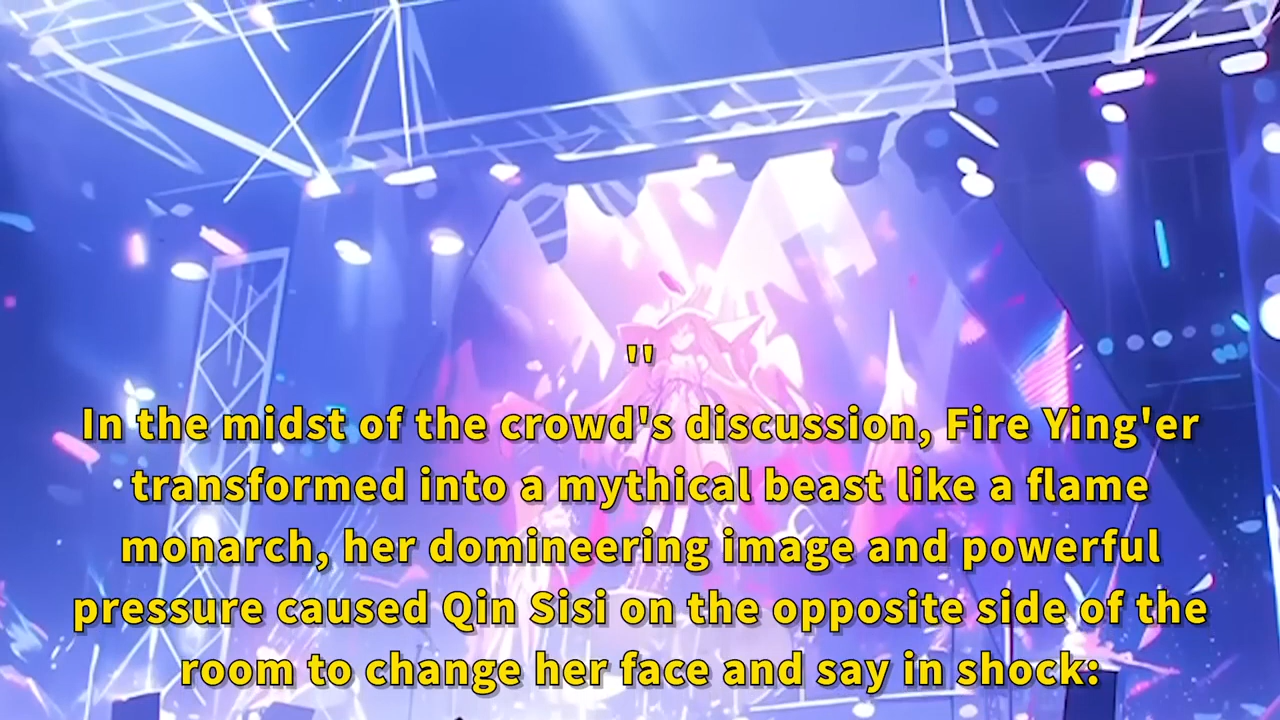 ''
In the midst of the crowd's discussion, Fire Ying'er
transformed into a mythical beast like a flame
monarch, her domineering image and powerful
pressure caused Qin Sisi on the opposite side of the
room to change her face and say in shock: